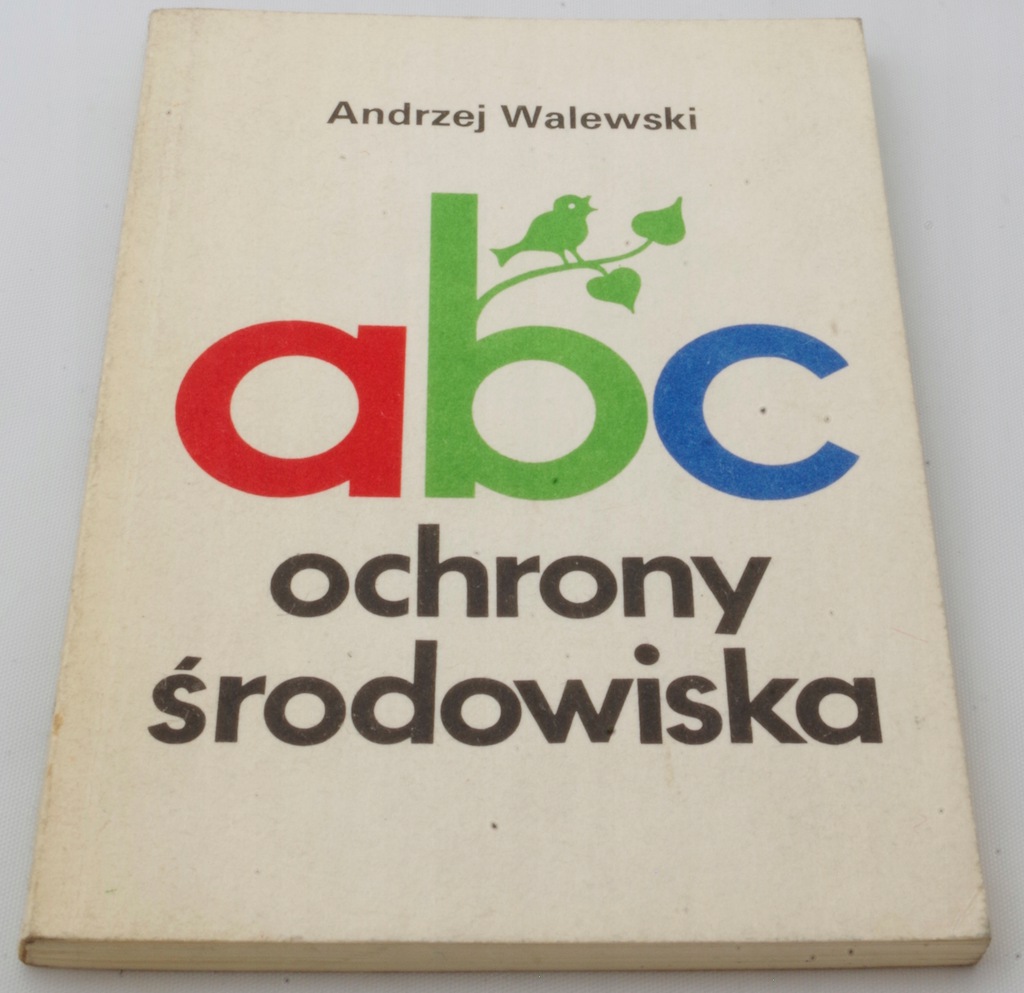 Andrzej Walewski
abc
ochrony
środowiska